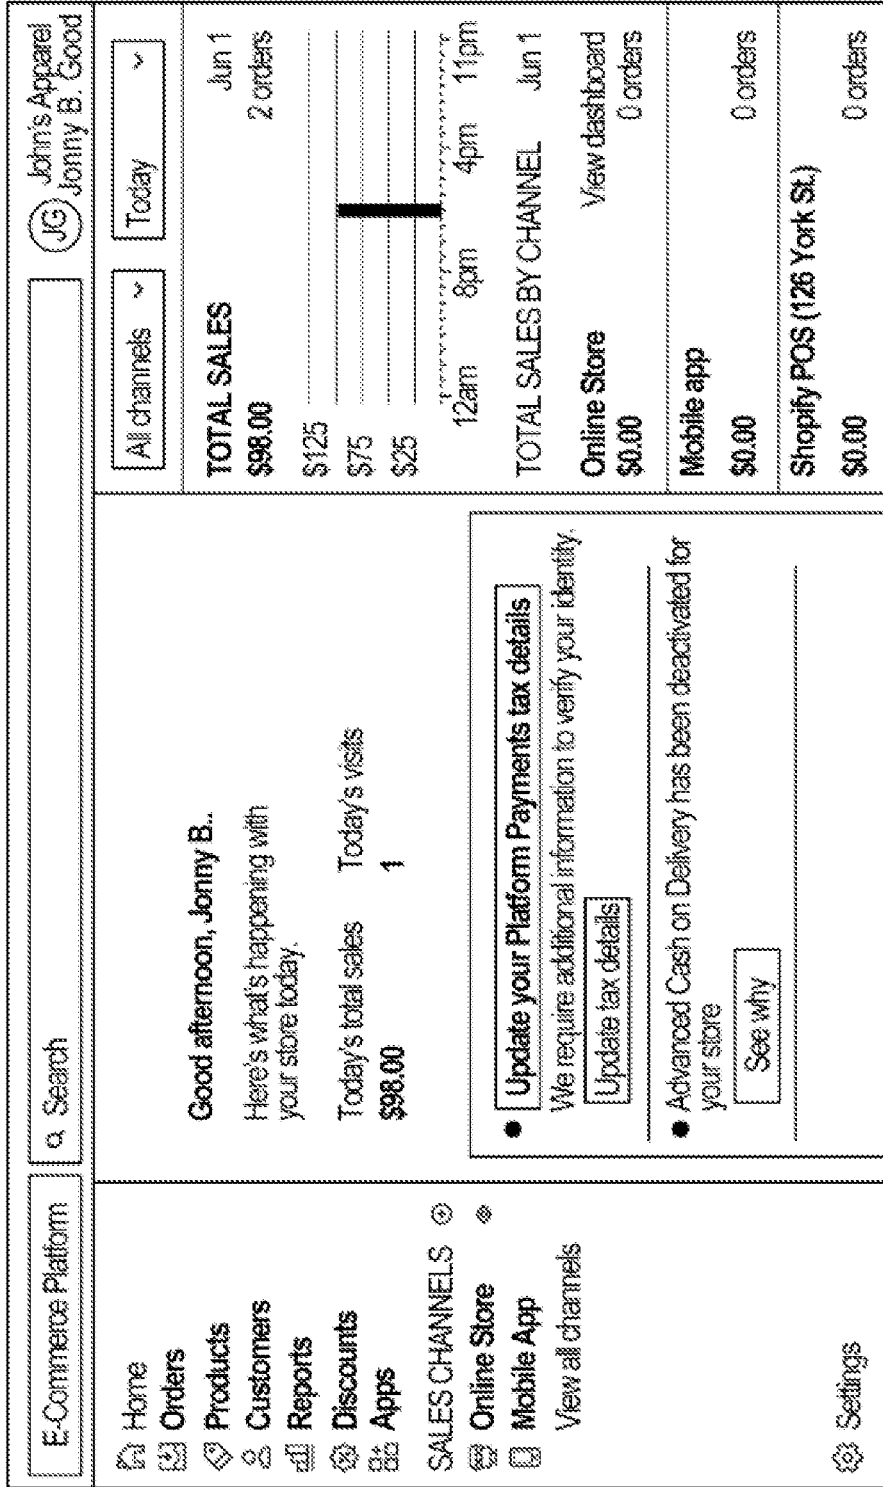 E-Commerce Platform
Search
JG
John's Apparel
Jonny B. Good
Home
Orders
Products
Customers
Reports
Discounts
Apps
SALES CHANNELS
Online Store
Mobile App
View all channels
Settings
Good afternoon, Jonny B..
Here's what's happening with
your store today.
Today's total sales Today's visits
$98.00 1
Update your Platform Payments tax details
We require additional information to verify your identity.
Update tax details
Advanced Cash on Delivery has been deactivated for
your store
See why
All channels Today
TOTAL SALES Jun 1
$98.00 2 orders
$125
$75
$25
12am 8pm 4pm 11pm
TOTAL SALES BY CHANNEL Jun 1
Online Store View dashboard
$0.00 0 orders
Mobile app
$0.00 0 orders
Shopify POS (126 York St.)
$0.00 0 orders